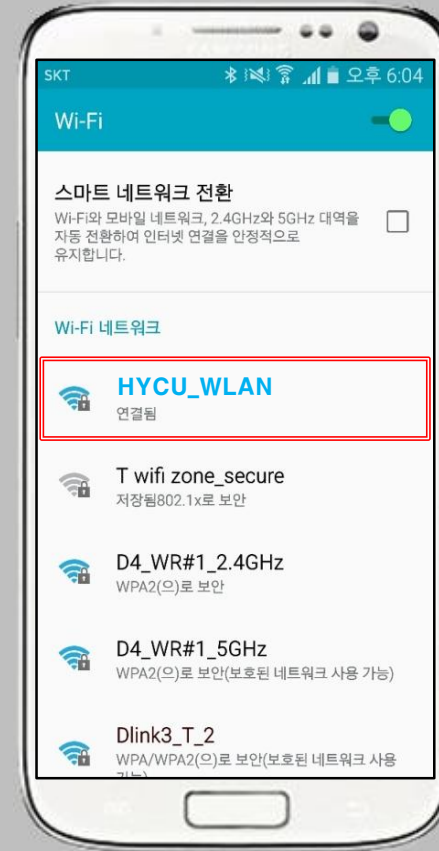 SKT 오후 6:04
Wi-Fi
스마트 네트워크 전환
Wi-Fi와 모바일 네트워크, 2.4GHz와 5GHz 대역을
자동 전환하여 인터넷 연결을 안정적으로
유지합니다.
Wi-Fi 네트워크
HYCU_WLAN
연결됨
T wifi zone_secure
저장됨802.1x로 보안
D4_WR#1_2.4GHz
WPA2(으)로 보안
D4_WR#1_5GHz
WPA2(으)로 보안(보호된 네트워크 사용 가능)
Dlink3_T_2
WPA/WPA2(으)로 보안(보호된 네트워크 사용